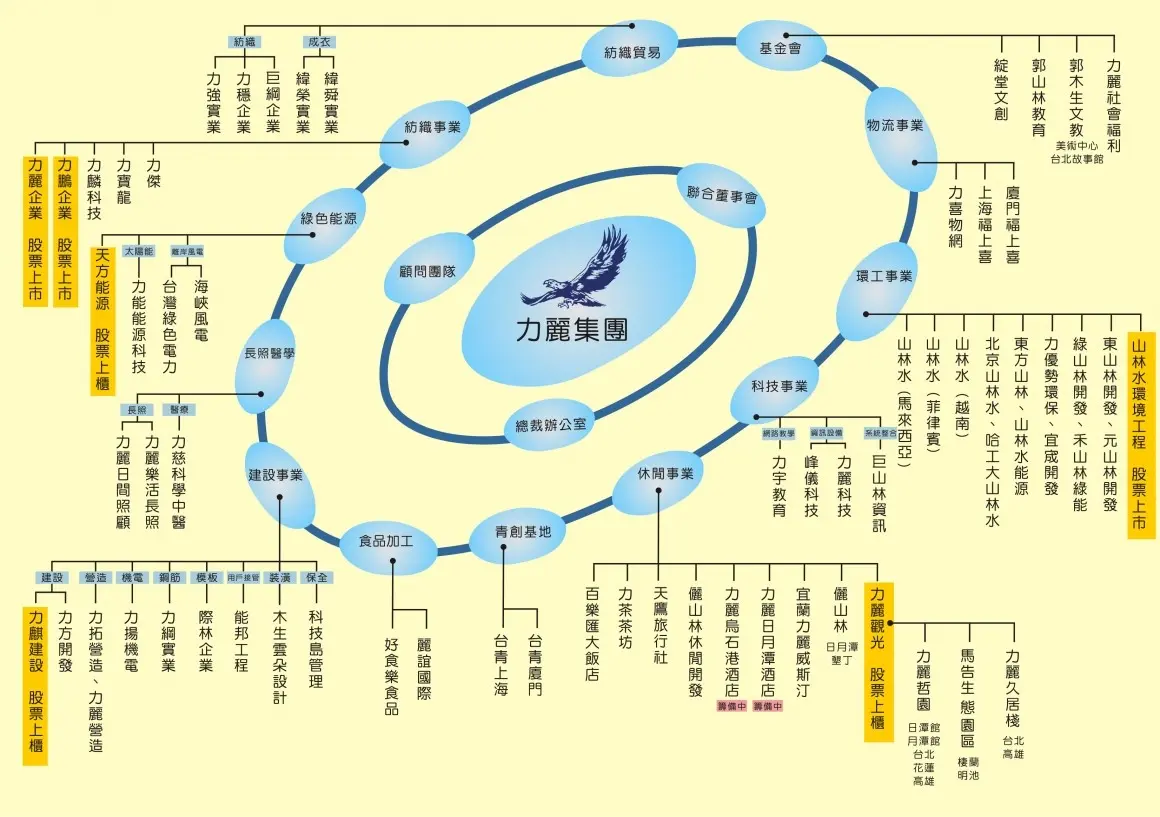 力麗集團
聯合董事會
顧問團隊
總裁辦公室
紡織貿易
紡織
力強實業
力穩企業
巨綱企業
成衣
緯榮實業
緯舜實業
基金會
綻堂文創
郭山林教育
郭木生文教
美術中心
台北故事館
力麗社會福利
物流事業
力喜物網
上海福上喜
廈門福上喜
環工事業
山林水（馬來西亞）
山林水（菲律賓）
山林水（越南）
北京山林水、哈工大山林水
東方山林、山林水能源
力優勢環保、宜宬開發
綠山林開發、禾山林綠能
東山林開發、元山林開發
山林水環境工程 股票上市
科技事業
網路教學
力宇教育
資訊設備
峰儀科技
力麗科技
系統整合
巨山林資訊
休閒事業
百樂匯大飯店
力茶茶坊
天鷹旅行社
儷山林休閒開發
力麗烏石港酒店
籌備中
力麗日月潭酒店
籌備中
宜蘭力麗威斯汀
儷山林
日月潭
墾丁
力麗觀光 股票上櫃
力麗哲園
日潭館
月潭館
台北
花蓮
高雄
馬告生態園區
棲蘭
明池
力麗久居棧
台北
高雄
青創基地
台青上海
台青廈門
食品加工
好食樂食品
麗誼國際
建設事業
建設
力麒建設 股票上櫃
力方開發
營造
力拓營造、力麗營造
機電
力揚機電
鋼筋
力鋼實業
模板
際林企業
用戶接管
能邦工程
裝潢
木生雲朵設計
保全
科技島管理
長照醫學
長照
力麗日間照顧
力麗樂活長照
醫療
力慈科學中醫
綠色能源
天方能源 股票上櫃
太陽能
力能能源科技
離岸風電
台灣綠色電力
海峽風電
紡織事業
力麗企業 股票上市
力鵬企業 股票上市
力麟科技
力寶龍
力傑